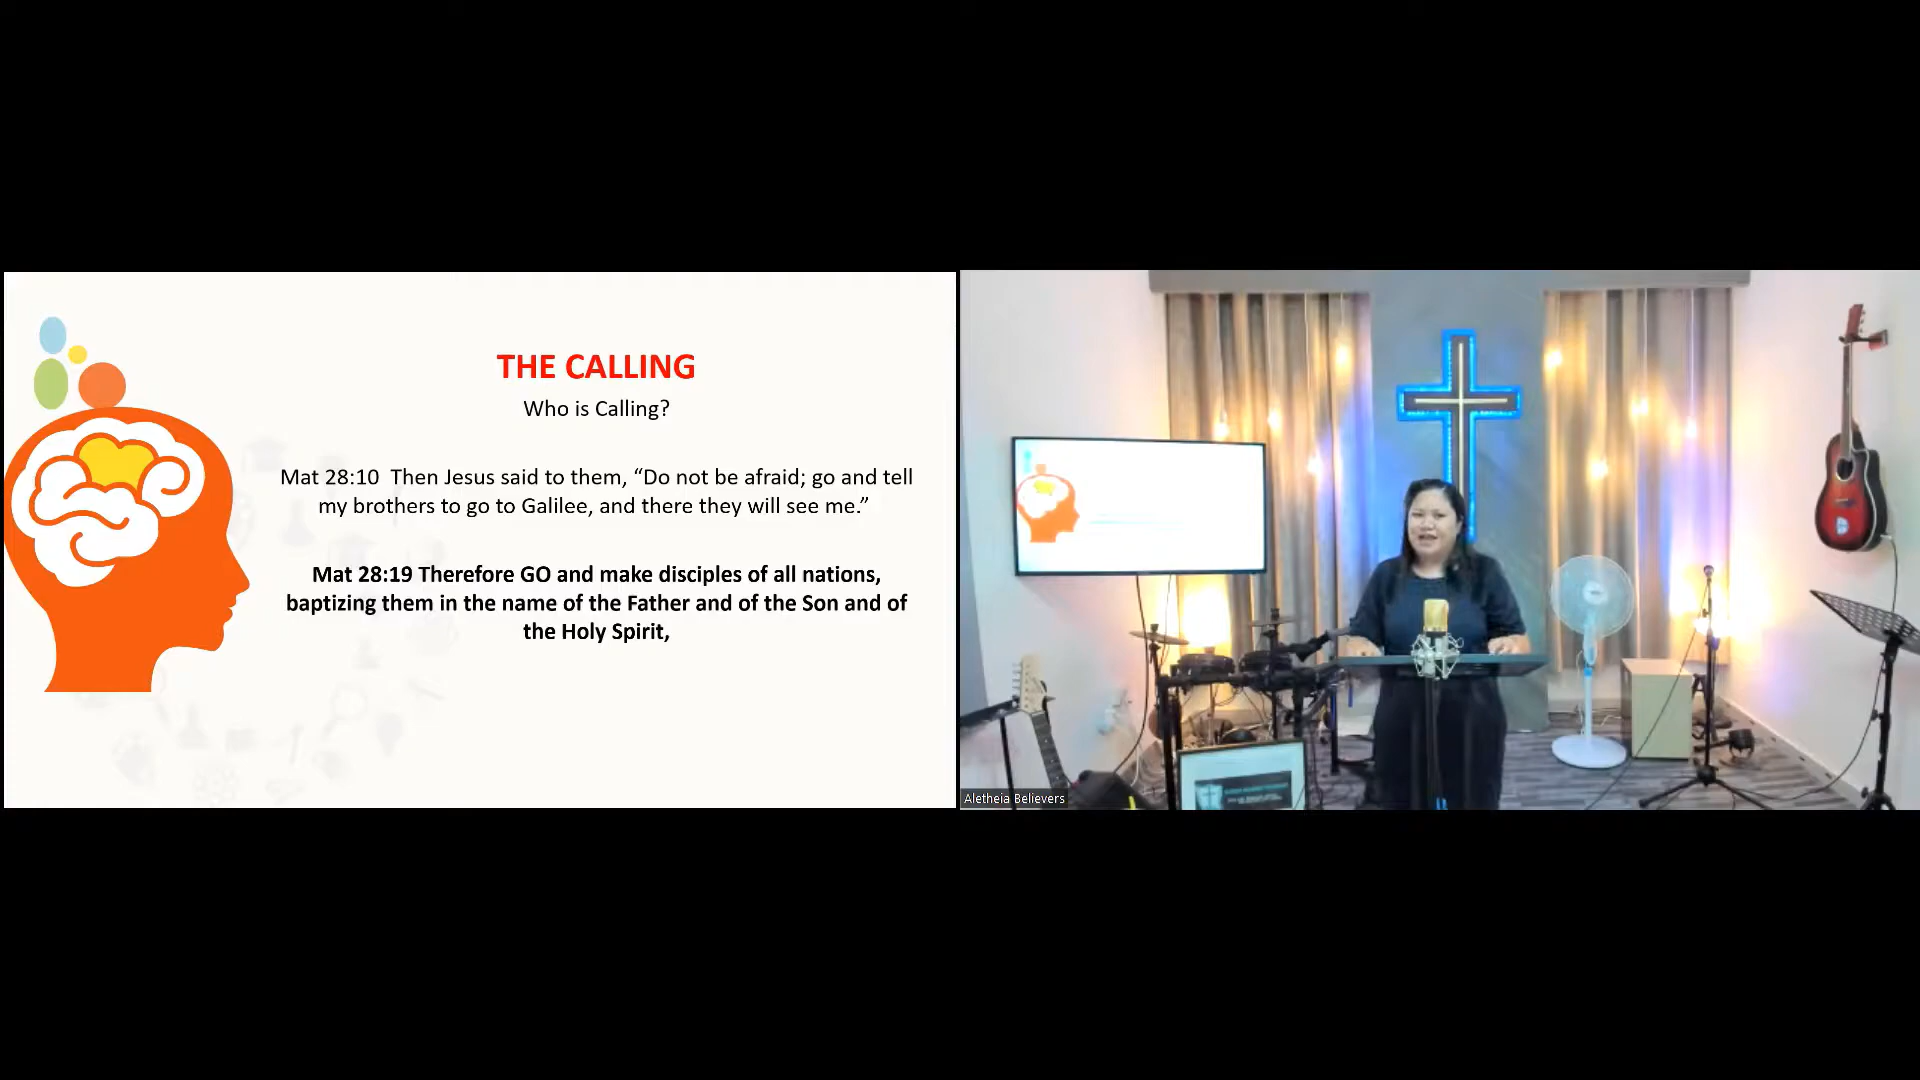 THE CALLING
Who is Calling?
Mat 28:10  Then Jesus said to them, “Do not be afraid; go and tell
my brothers to go to Galilee, and there they will see me.”
Mat 28:19 Therefore GO and make disciples of all nations,
baptizing them in the name of the Father and of the Son and of
the Holy Spirit,
Aletheia Believers